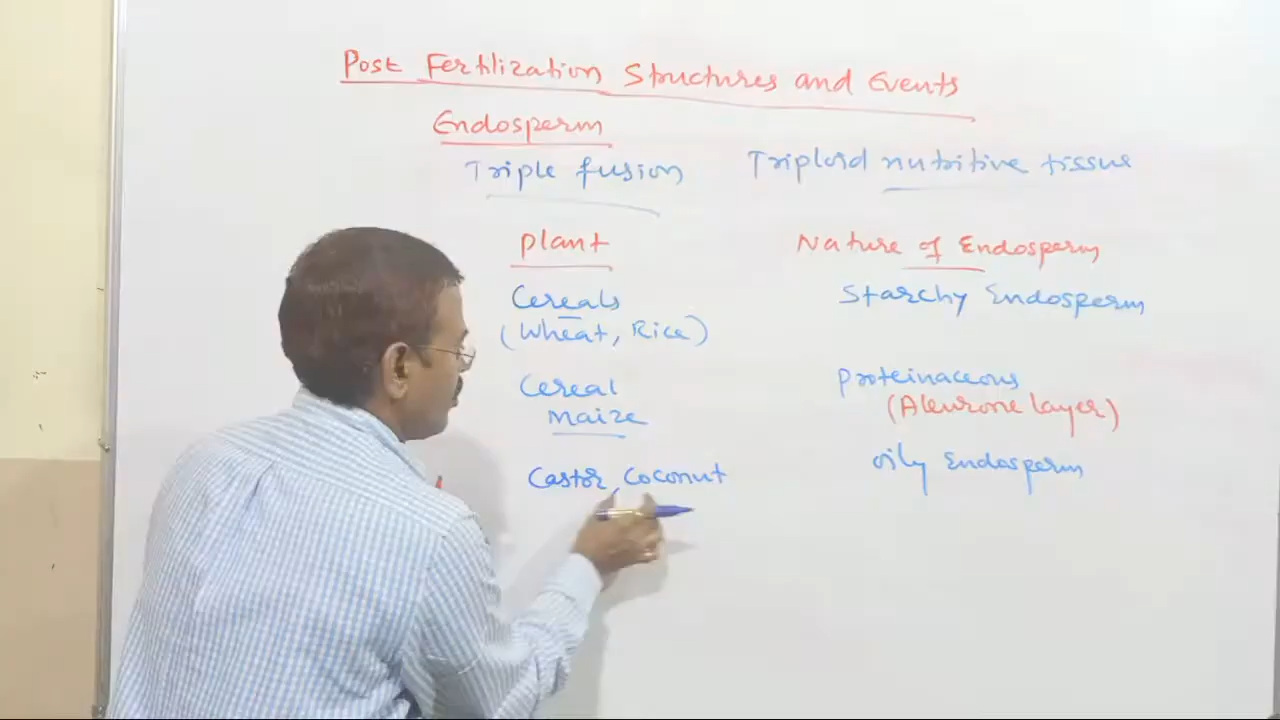 Post Fertilization Structures and Events
Endosperm
Triple fusion Triploid nutritive tissue
Plant Nature of Endosperm
Cereals Starchy Endosperm
(Wheat, Rice)
Cereal Proteinaceous
Maize (Aleurone layer)
Castor, Coconut oily Endosperm